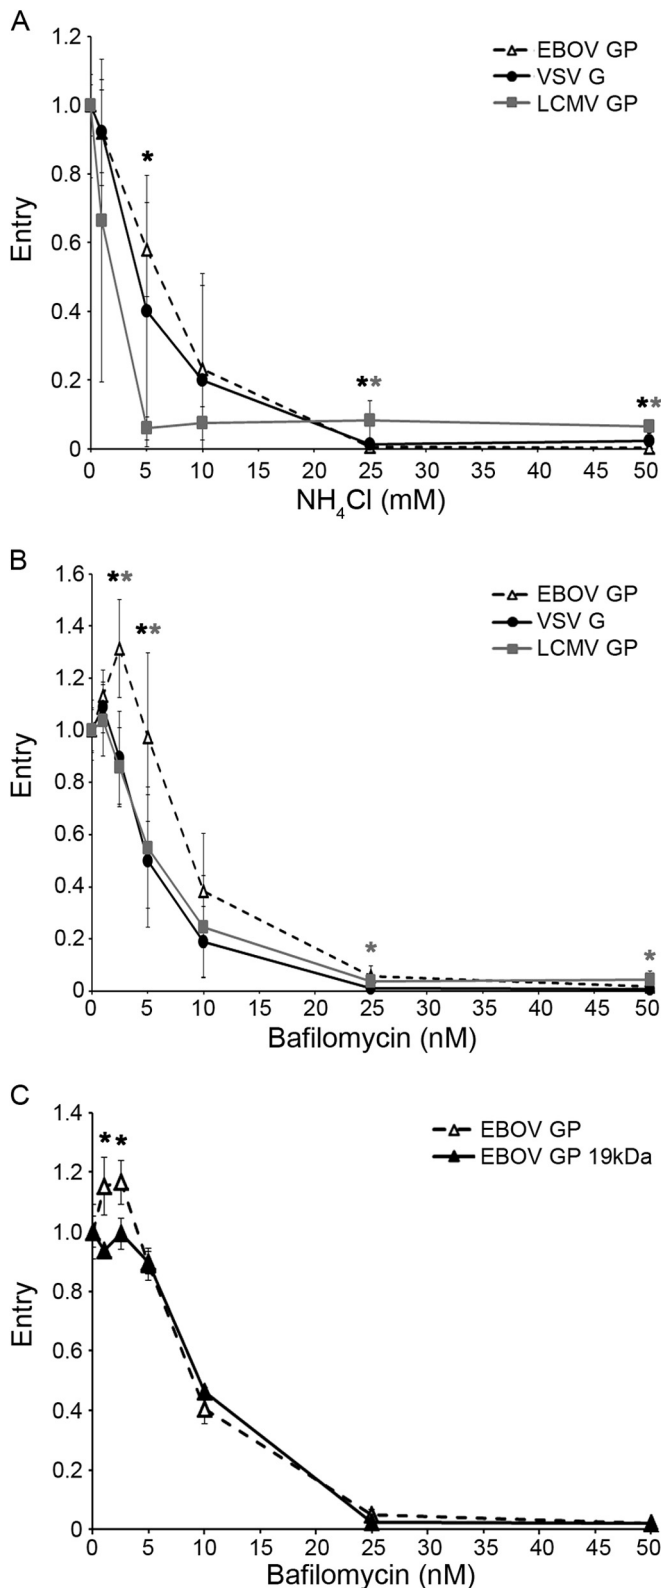 A
1.2
1.0
0.8
0.6
0.4
0.2
0
Entry
EBOV GP
VSV G
LCMV GP
*
**
**
0 5 10 15 20 25 30 35 40 45 50
NH₄Cl (mM)
B
1.6
1.4
1.2
1.0
0.8
0.6
0.4
0.2
0
Entry
EBOV GP
VSV G
LCMV GP
**
**
*
*
0 5 10 15 20 25 30 35 40 45 50
Bafilomycin (nM)
C
1.4
1.2
1.0
0.8
0.6
0.4
0.2
0
Entry
EBOV GP
EBOV GP 19kDa
* *
0 5 10 15 20 25 30 35 40 45 50
Bafilomycin (nM)